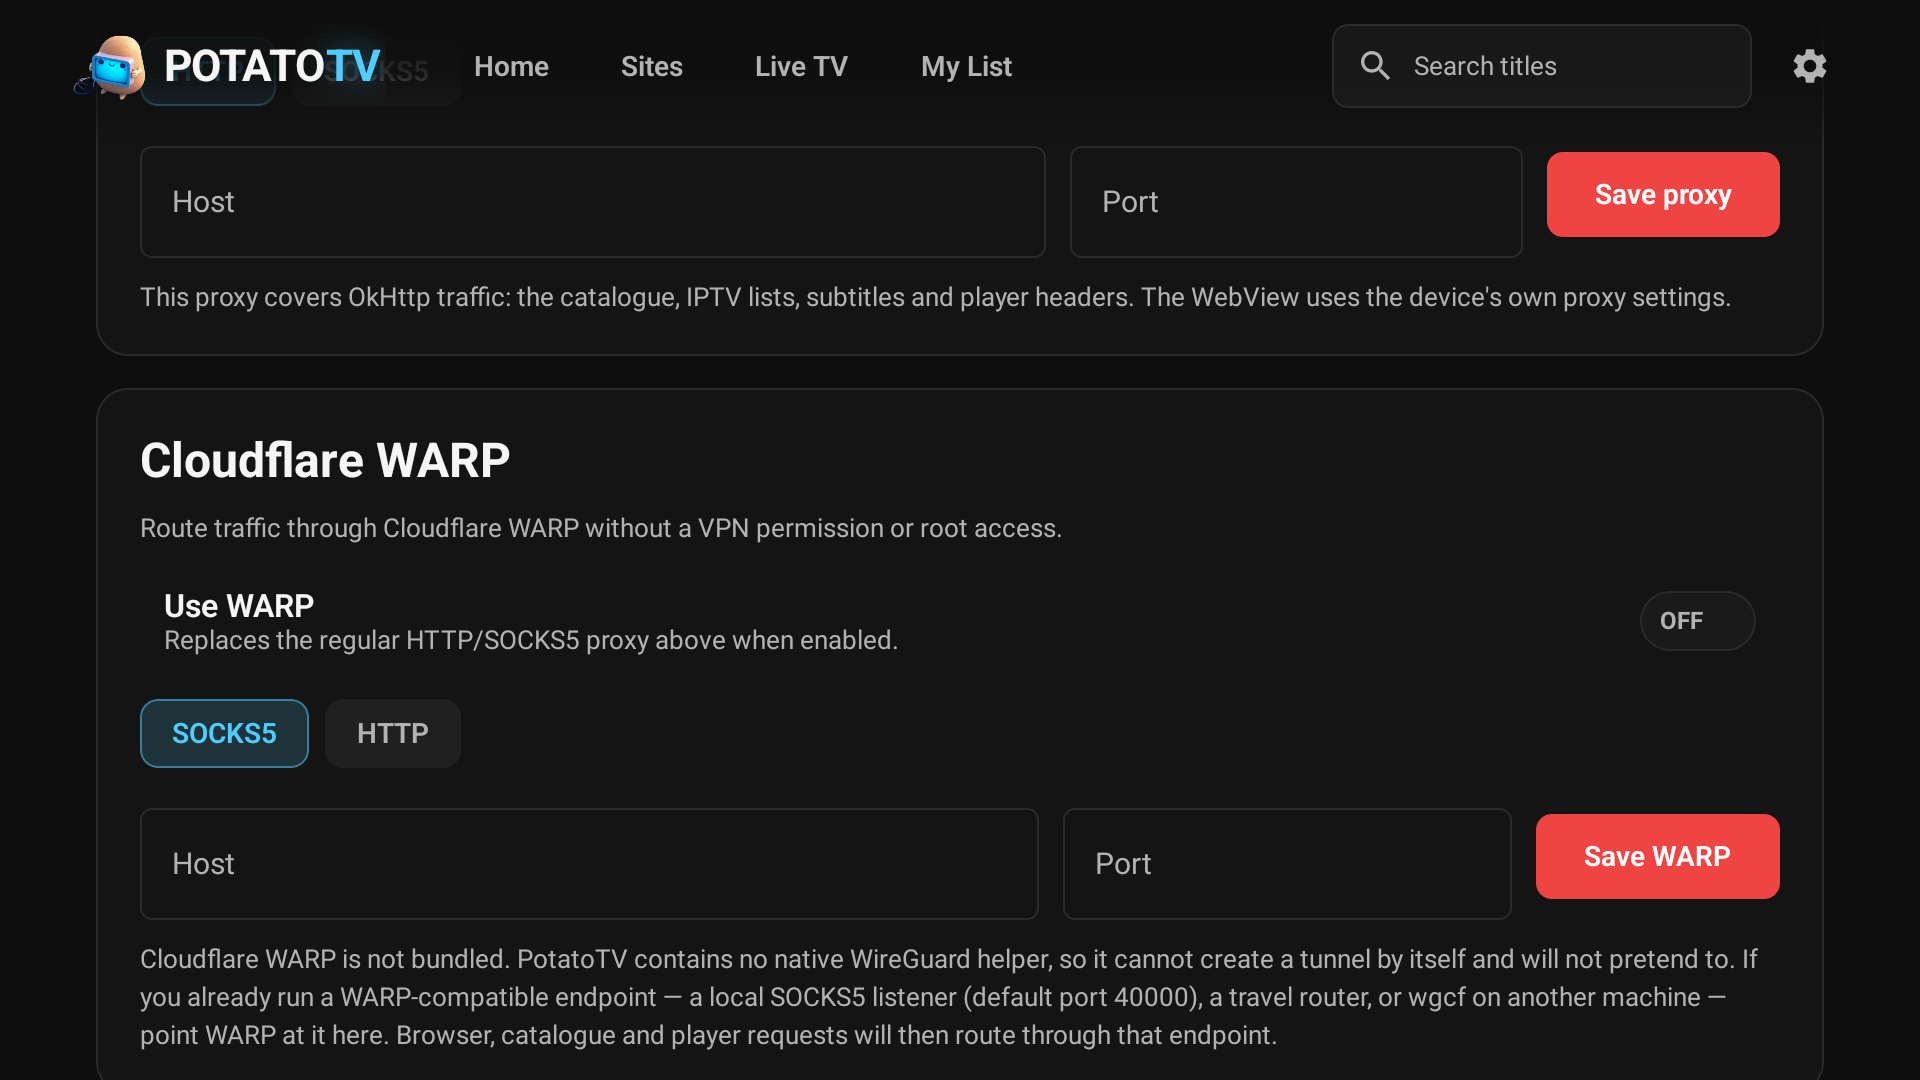 POTATOTV
Home
Sites
Live TV
My List
Search titles
Host
Port
Save proxy
This proxy covers OkHttp traffic: the catalogue, IPTV lists, subtitles and player headers. The WebView uses the device's own proxy settings.
Cloudflare WARP
Route traffic through Cloudflare WARP without a VPN permission or root access.
Use WARP
Replaces the regular HTTP/SOCKS5 proxy above when enabled.
OFF
SOCKS5
HTTP
Host
Port
Save WARP
Cloudflare WARP is not bundled. PotatoTV contains no native WireGuard helper, so it cannot create a tunnel by itself and will not pretend to. If
you already run a WARP-compatible endpoint — a local SOCKS5 listener (default port 40000), a travel router, or wgcf on another machine —
point WARP at it here. Browser, catalogue and player requests will then route through that endpoint.